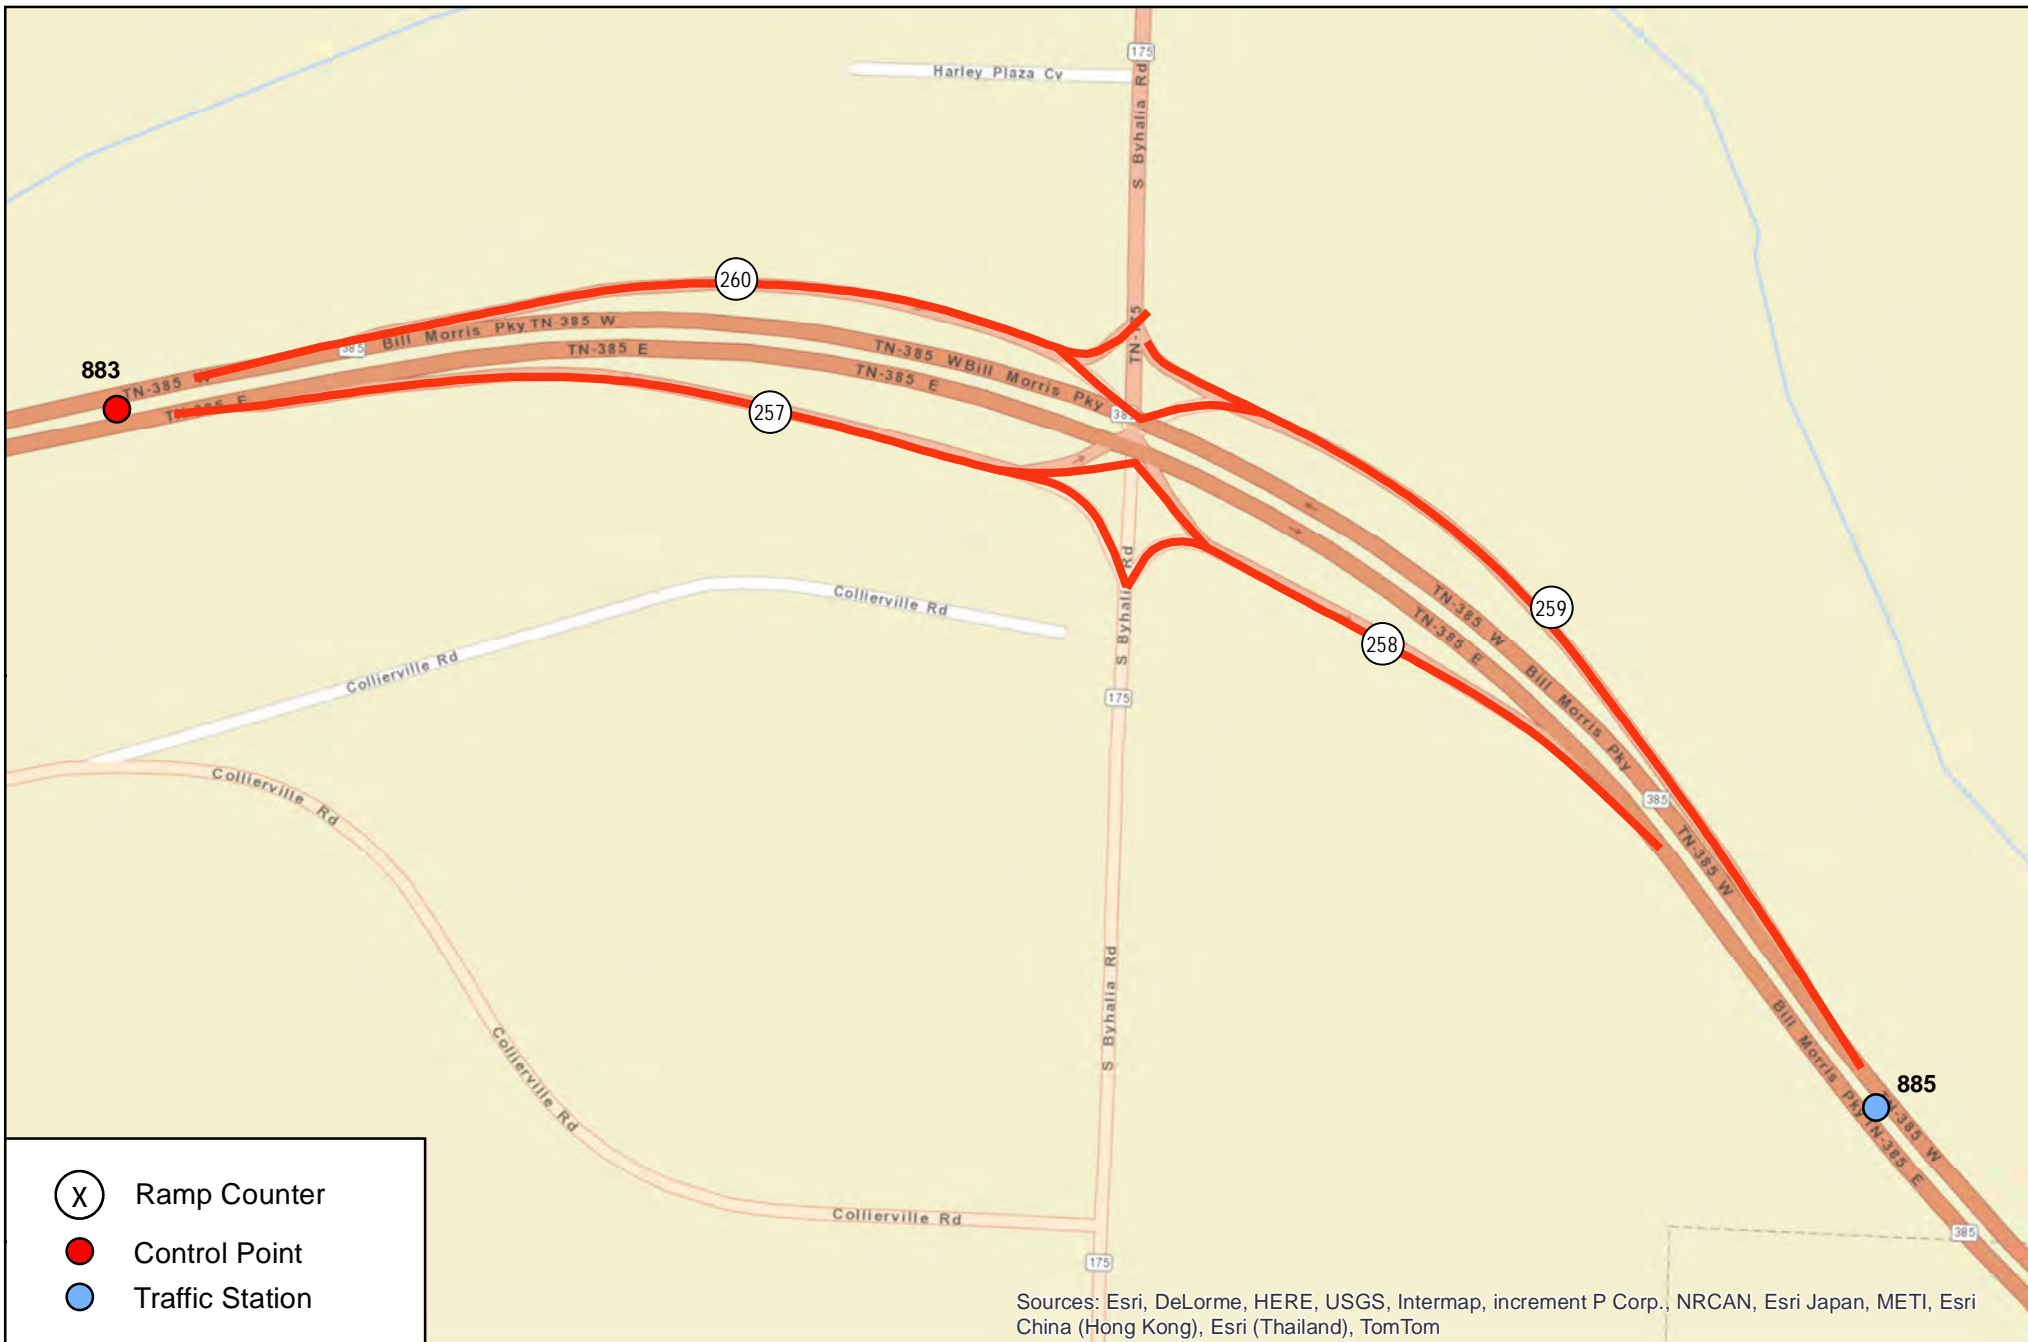 175
Harley Plaza Cv
S Byhalia Rd
260
TN-175
385
Bill Morris Pky
TN-385 W
TN-385 E
TN-385 W
Bill Morris Pky
TN-385 E
883
TN-385 W
TN-385 E
257
385
S Byhalia Rd
Collierville Rd
Collierville Rd
259
258
TN-385 W
TN-385 E
Bill Morris Pky
175
Collierville Rd
385
TN-385 W
S Byhalia Rd
Bill Morris Pky
885
TN-385 W
TN-385 E
Collierville Rd
Collierville Rd
385
175
X Ramp Counter
Control Point
Traffic Station
Sources: Esri, DeLorme, HERE, USGS, Intermap, increment P Corp., NRCAN, Esri Japan, METI, Esri
China (Hong Kong), Esri (Thailand), TomTom